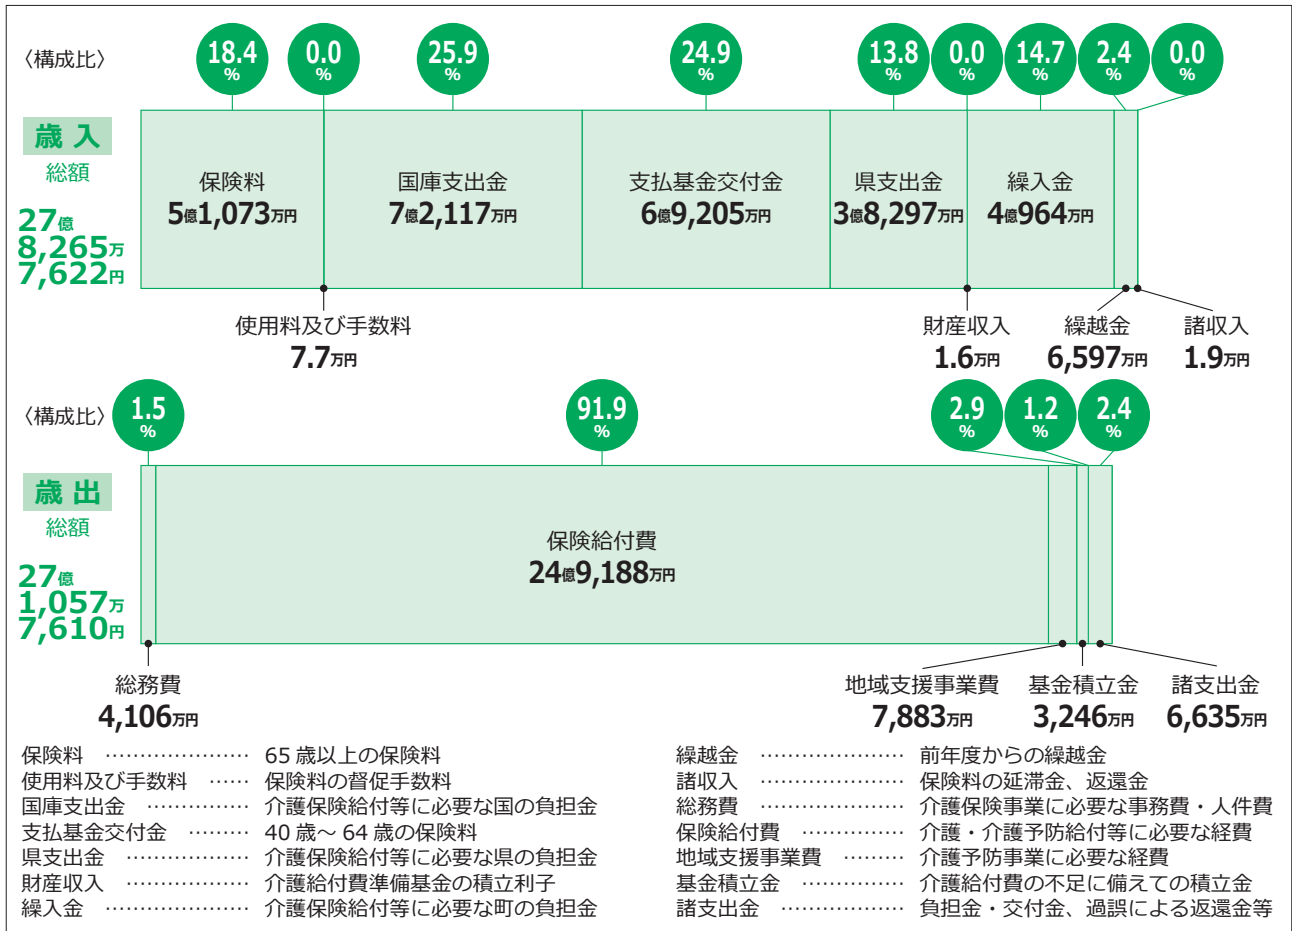 〈構成比〉
18.4%
0.0%
25.9%
24.9%
13.8%
0.0%
14.7%
2.4%
0.0%
歳入
総額
27億
8,265万
7,622円
保険料
5億1,073万円
国庫支出金
7億2,117万円
支払基金交付金
6億9,205万円
県支出金
3億8,297万円
繰入金
4億964万円
使用料及び手数料
7.7万円
財産収入
1.6万円
繰越金
6,597万円
諸収入
1.9万円
〈構成比〉
1.5%
91.9%
2.9%
1.2%
2.4%
歳出
総額
27億
1,057万
7,610円
保険給付費
24億9,188万円
総務費
4,106万円
地域支援事業費
7,883万円
基金積立金
3,246万円
諸支出金
6,635万円
保険料 ………………… 65歳以上の保険料
使用料及び手数料 …… 保険料の督促手数料
国庫支出金 …………… 介護保険給付等に必要な国の負担金
支払基金交付金 ……… 40歳～64歳の保険料
県支出金 ……………… 介護保険給付等に必要な県の負担金
財産収入 ……………… 介護給付費準備基金の積立利子
繰入金 ………………… 介護保険給付等に必要な町の負担金
繰越金 ………………… 前年度からの繰越金
諸収入 ………………… 保険料の延滞金、返還金
総務費 ………………… 介護保険事業に必要な事務費・人件費
保険給付費 …………… 介護・介護予防給付等に必要な経費
地域支援事業費 ……… 介護予防事業に必要な経費
基金積立金 …………… 介護給付費の不足に備えての積立金
諸支出金 ……………… 負担金・交付金、過誤による返還金等